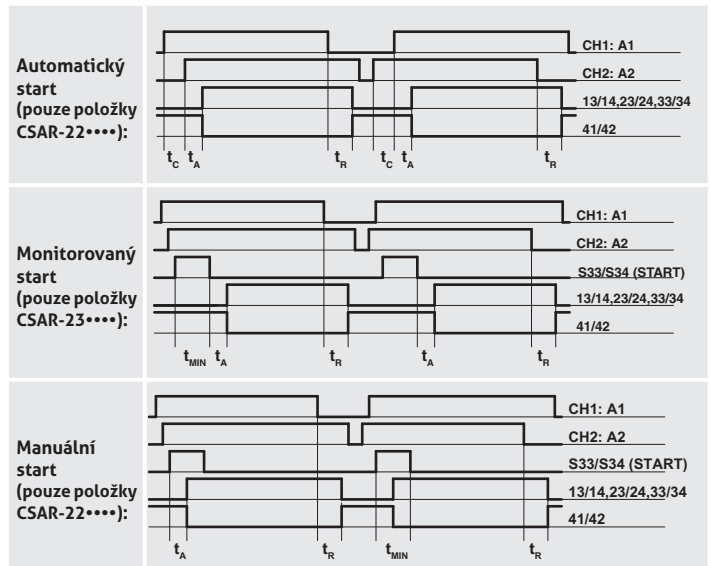 Automatický
start
(pouze položky
CSAR-22••••):
CH1: A1
CH2: A2
13/14,23/24,33/34
41/42
tC tA tR tC tA tR
Monitorovaný
start
(pouze položky
CSAR-23••••):
CH1: A1
CH2: A2
S33/S34 (START)
13/14,23/24,33/34
41/42
tMIN tA tR tA tR
Manuální
start
(pouze položky
CSAR-22••••):
CH1: A1
CH2: A2
S33/S34 (START)
13/14,23/24,33/34
41/42
tA tR tMIN tR